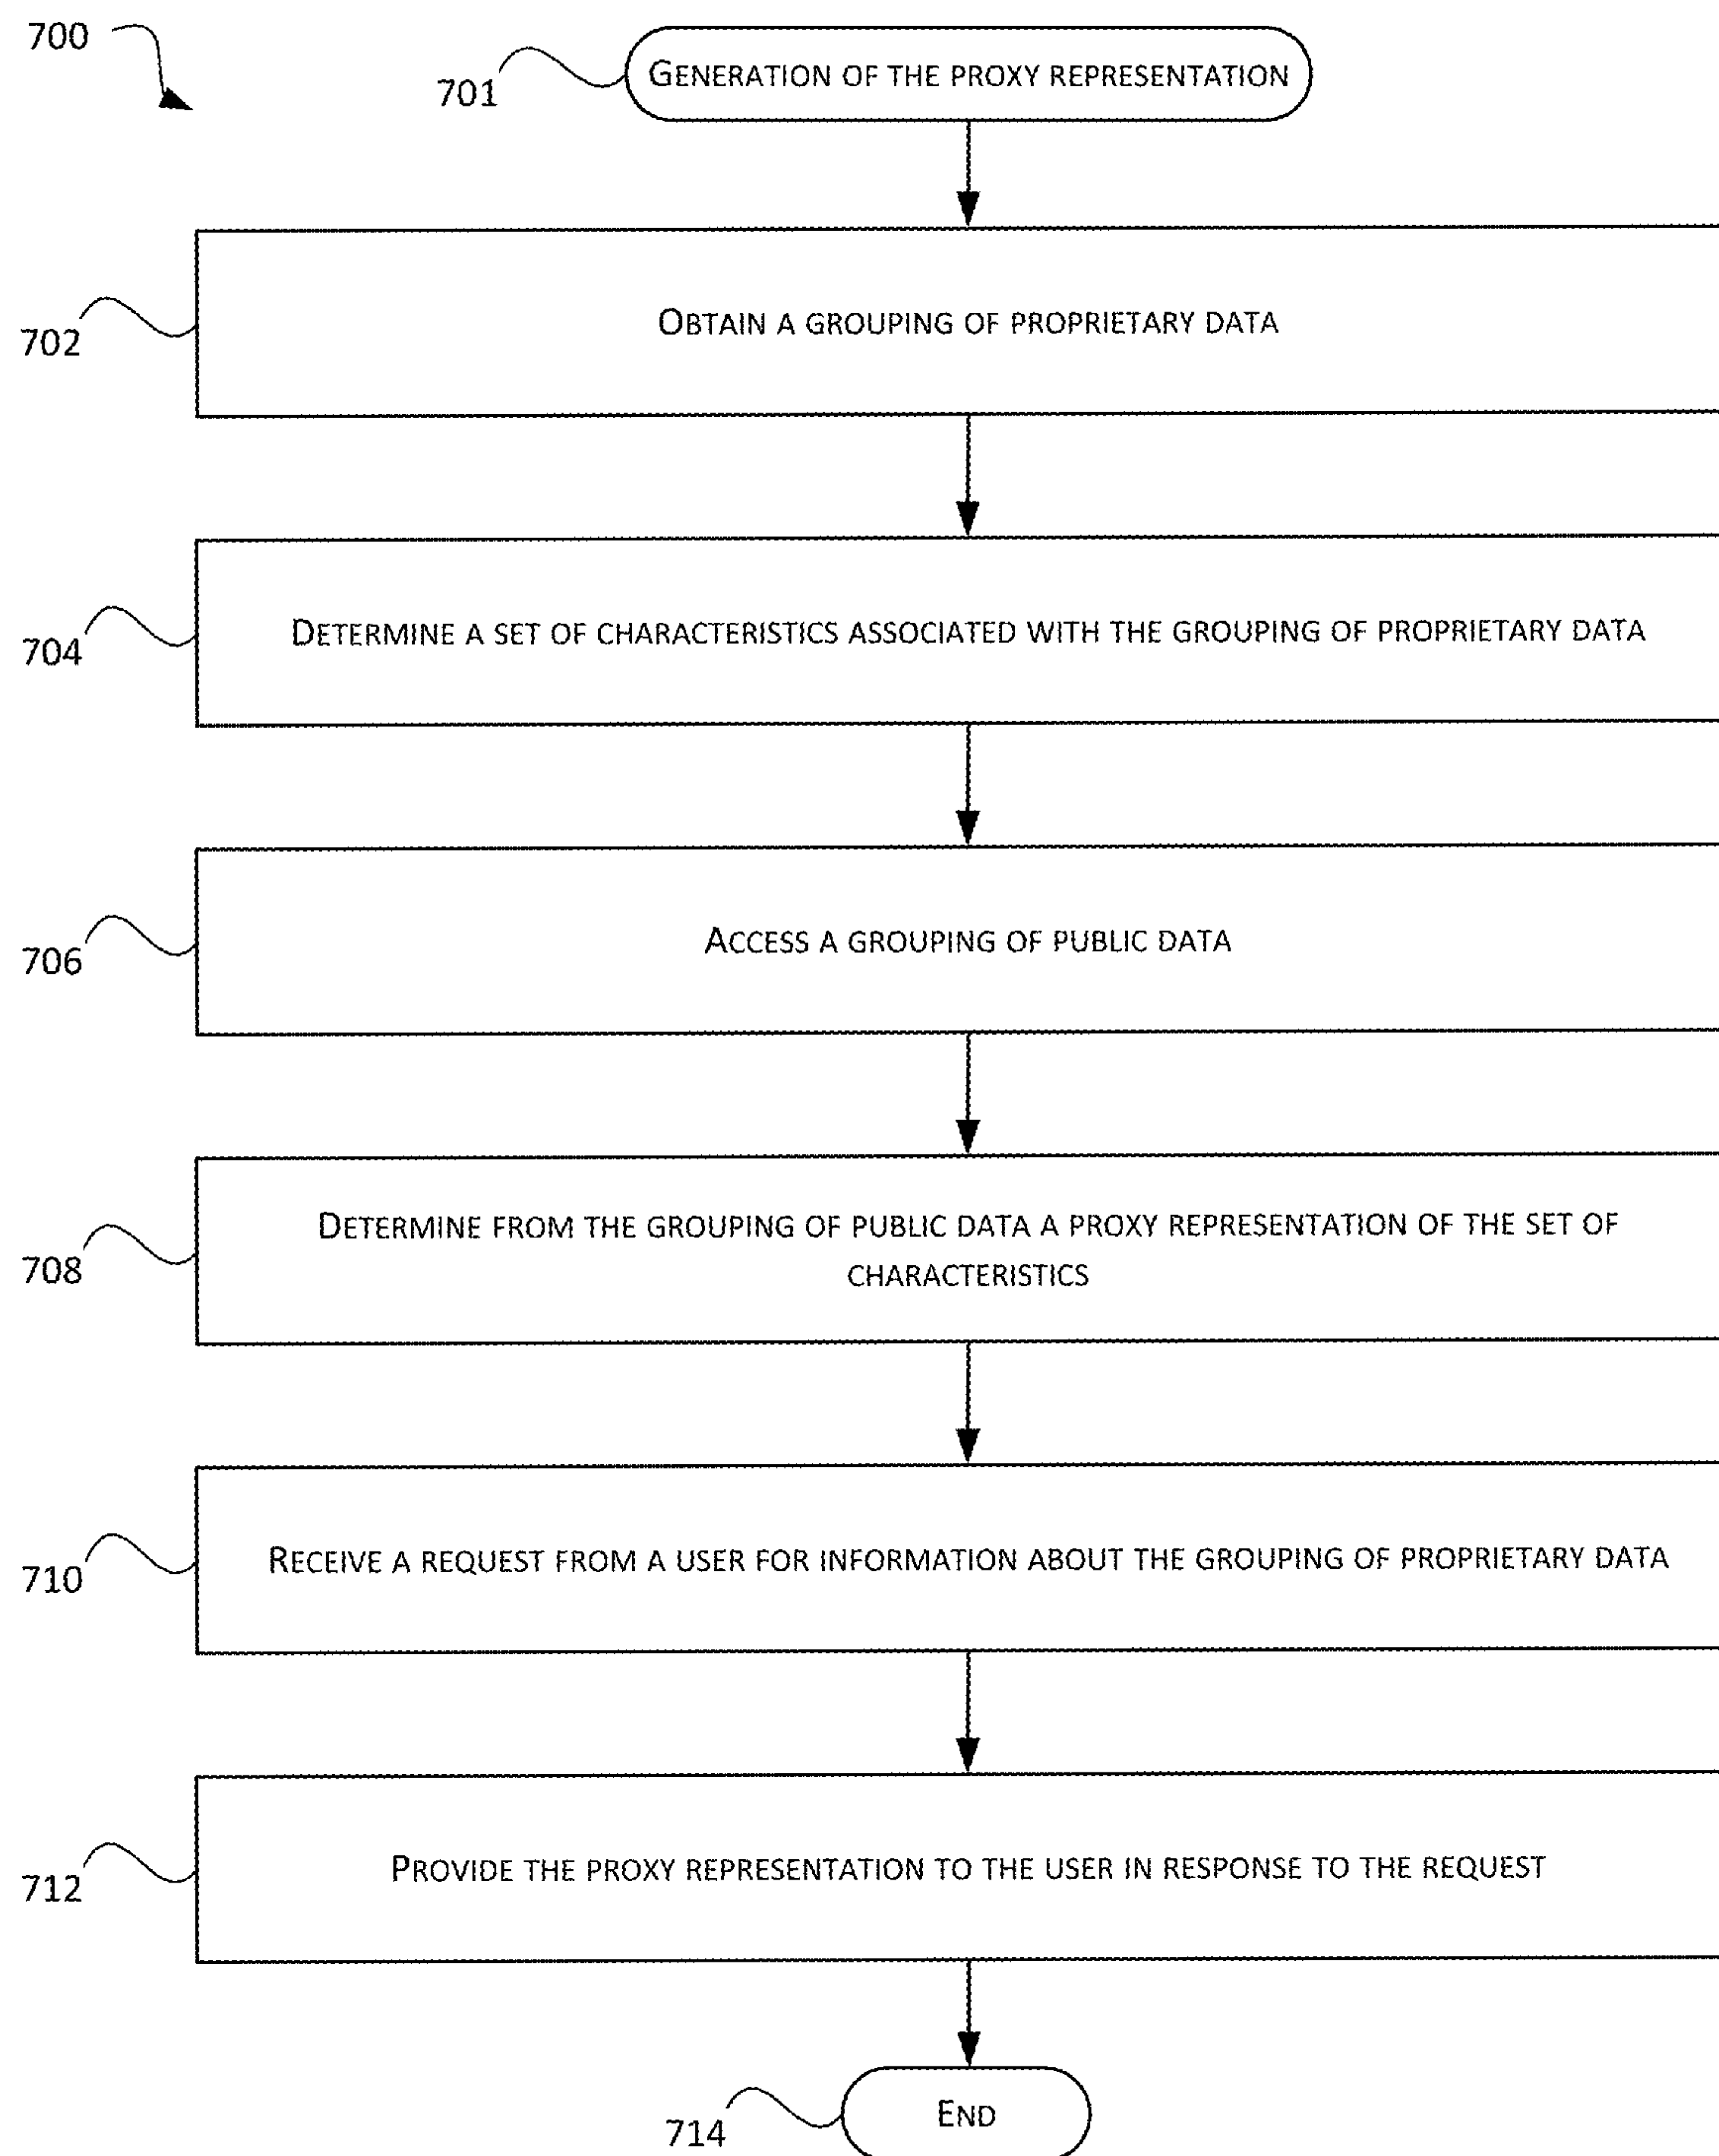 700
701
GENERATION OF THE PROXY REPRESENTATION
702
OBTAIN A GROUPING OF PROPRIETARY DATA
704
DETERMINE A SET OF CHARACTERISTICS ASSOCIATED WITH THE GROUPING OF PROPRIETARY DATA
706
ACCESS A GROUPING OF PUBLIC DATA
708
DETERMINE FROM THE GROUPING OF PUBLIC DATA A PROXY REPRESENTATION OF THE SET OF
CHARACTERISTICS
710
RECEIVE A REQUEST FROM A USER FOR INFORMATION ABOUT THE GROUPING OF PROPRIETARY DATA
712
PROVIDE THE PROXY REPRESENTATION TO THE USER IN RESPONSE TO THE REQUEST
714
END